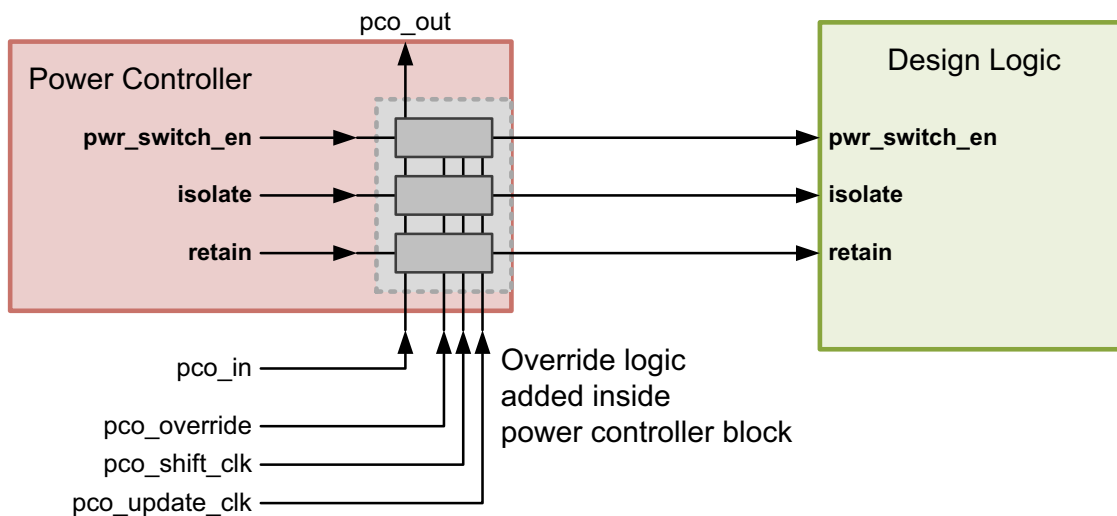 pco_out
Power Controller
Design Logic
pwr_switch_en
pwr_switch_en
isolate
isolate
retain
retain
pco_in
Override logic
added inside
power controller block
pco_override
pco_shift_clk
pco_update_clk